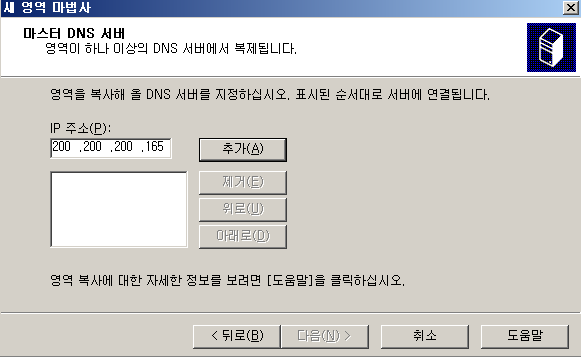 새 영역 마법사
마스터 DNS 서버
영역이 하나 이상의 DNS 서버에서 복제됩니다.
영역을 복사해 올 DNS 서버를 지정하십시오. 표시된 순서대로 서버에 연결됩니다.
IP 주소(P):
200 .200 .200 .165
추가(A)
제거(E)
위로(U)
아래로(O)
영역 복사에 대한 자세한 정보를 보려면 [도움말]을 클릭하십시오.
< 뒤로(B) 다음(N) > 취소 도움말